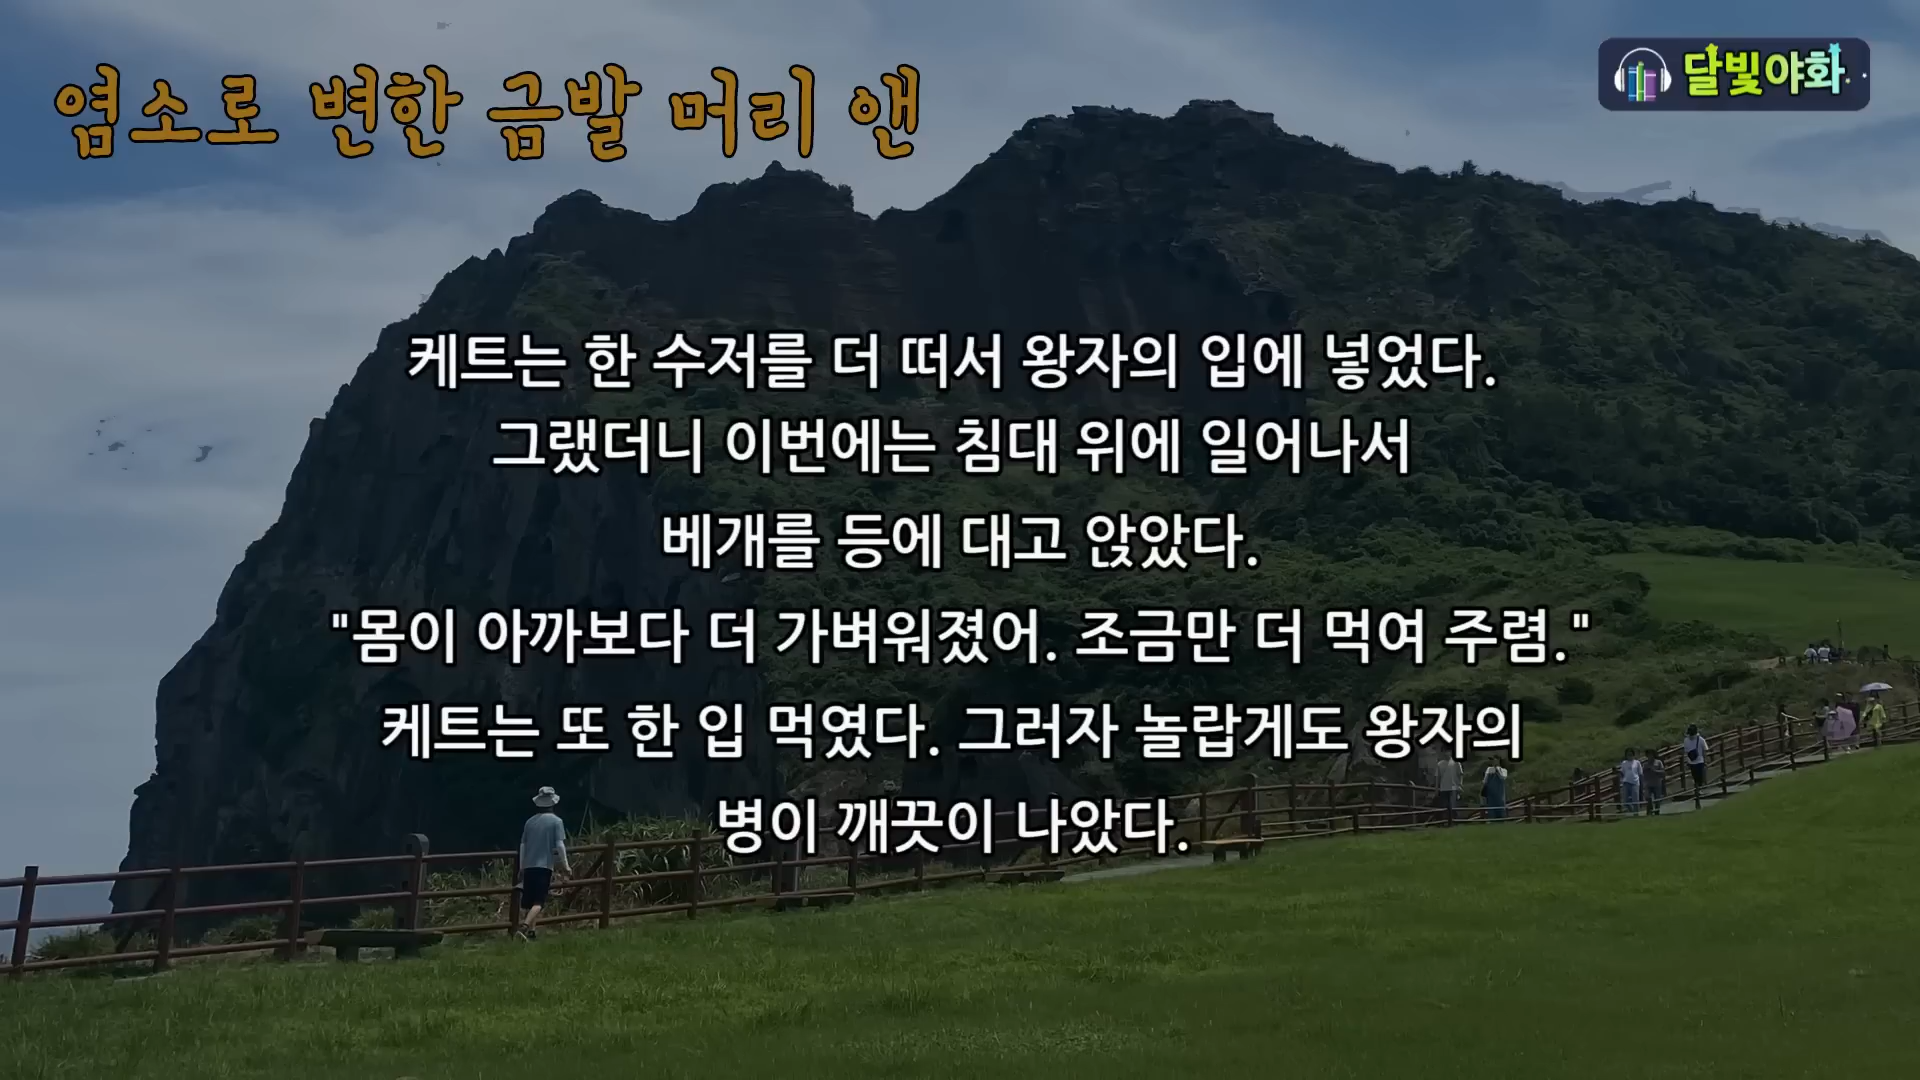 염소로 변한 금발 머리 앤
달빛야화
케트는 한 수저를 더 떠서 왕자의 입에 넣었다.
그랬더니 이번에는 침대 위에 일어나서
베개를 등에 대고 앉았다.
"몸이 아까보다 더 가벼워졌어. 조금만 더 먹여 주렴."
케트는 또 한 입 먹였다. 그러자 놀랍게도 왕자의
병이 깨끗이 나았다.